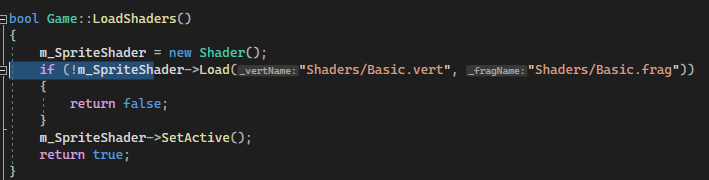 bool Game::LoadShaders()
{
m_SpriteShader = new Shader();
if (!m_SpriteShader->Load(_vertName:"Shaders/Basic.vert", _fragName:"Shaders/Basic.frag"))
{
return false;
}
m_SpriteShader->SetActive();
return true;
}